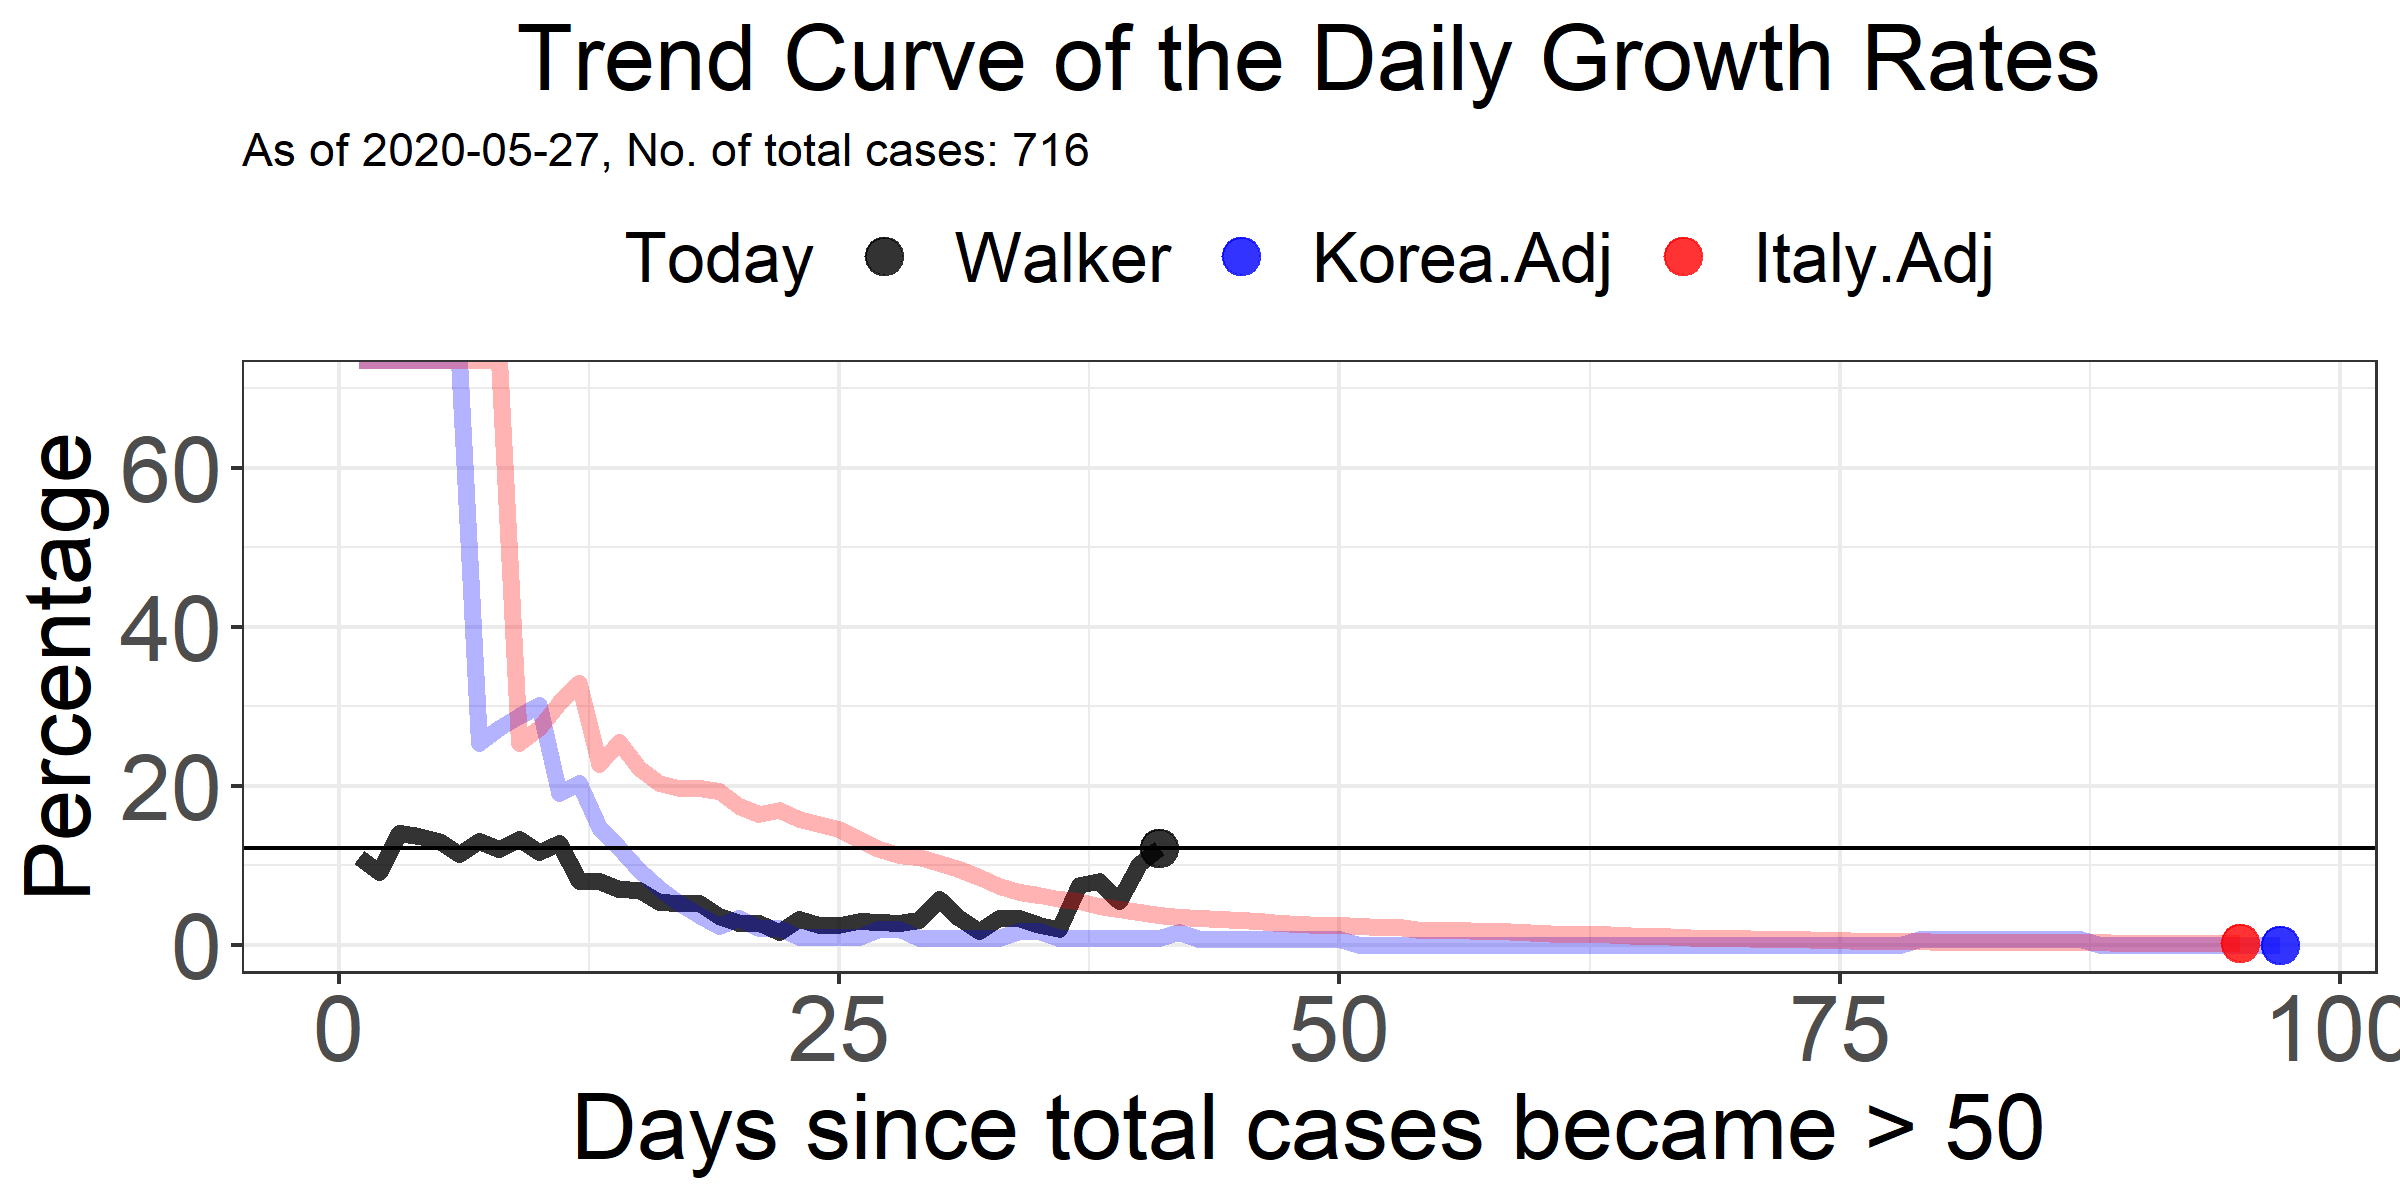 Trend Curve of the Daily Growth Rates
As of 2020-05-27, No. of total cases: 716
Today Walker Korea.Adj Italy.Adj
Percentage
60
40
20
0
0 25 50 75 100
Days since total cases became > 50